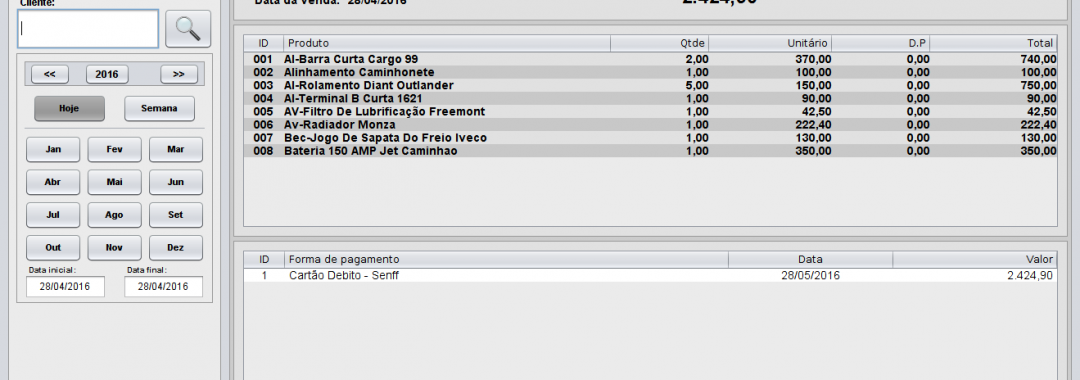 Cliente:
<< 2016 >>
Hoje Semana
Jan Fev Mar
Abr Mai Jun
Jul Ago Set
Out Nov Dez
Data inicial: Data final:
28/04/2016 28/04/2016
Data da Venda: 28/04/2016 2.424,90
ID Produto Qtde Unitário D.P Total
001 Al-Barra Curta Cargo 99 2,00 370,00 0,00 740,00
002 Alinhamento Caminhonete 1,00 100,00 0,00 100,00
003 Al-Rolamento Diant Outlander 5,00 150,00 0,00 750,00
004 Al-Terminal B Curta 1621 1,00 90,00 0,00 90,00
005 AV-Filtro De Lubrificação Freemont 1,00 42,50 0,00 42,50
006 Av-Radiador Monza 1,00 222,40 0,00 222,40
007 Bec-Jogo De Sapata Do Freio Iveco 1,00 130,00 0,00 130,00
008 Bateria 150 AMP Jet Caminhao 1,00 350,00 0,00 350,00
ID Forma de pagamento Data Valor
1 Cartão Debito - Senff 28/05/2016 2.424,90